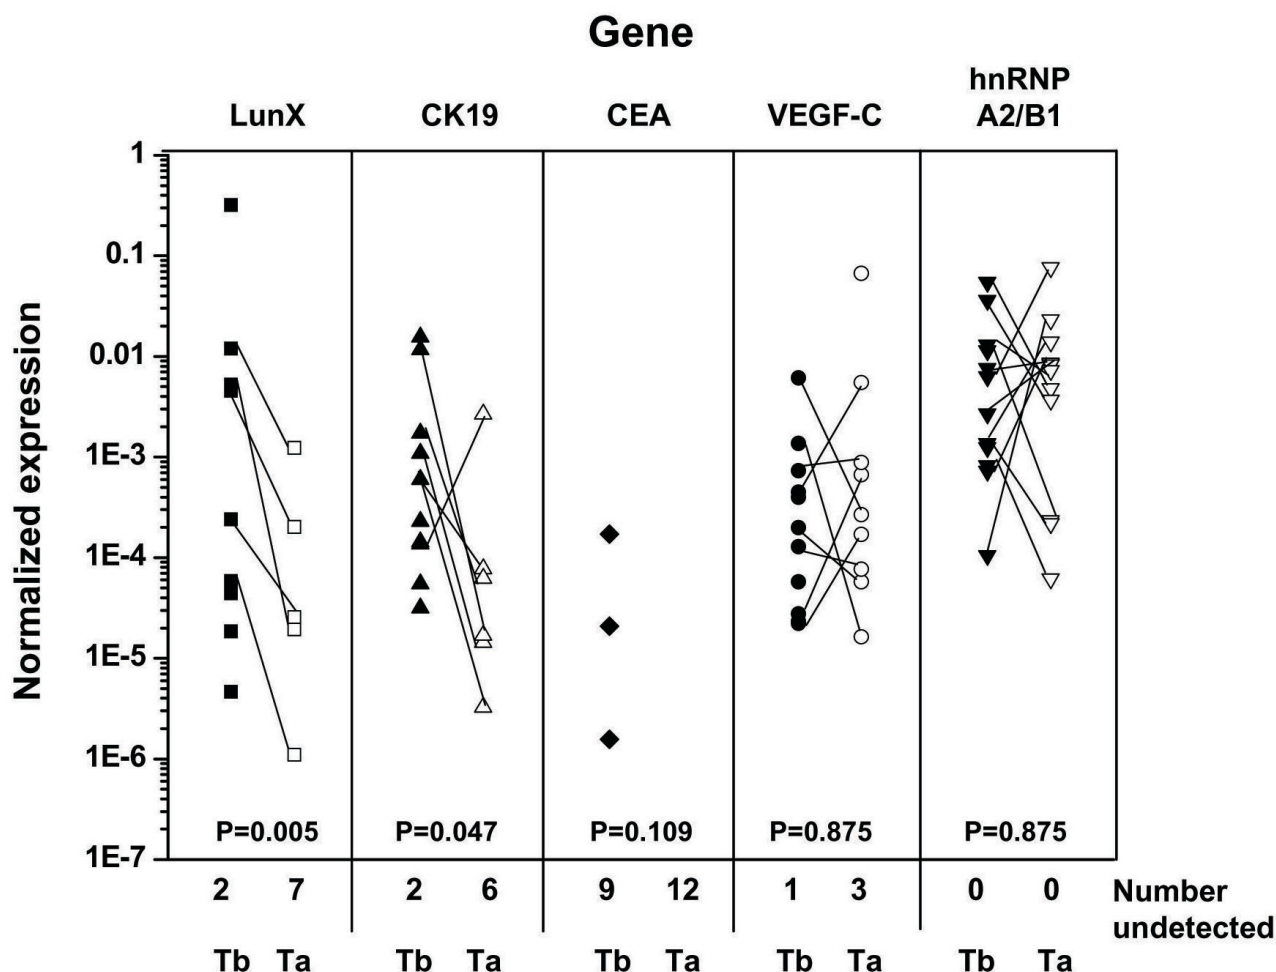 Gene
LunX CK19 CEA VEGF-C hnRNP A2/B1
Normalized expression
1
0.1
0.01
1E-3
1E-4
1E-5
1E-6
1E-7
P=0.005 P=0.047 P=0.109 P=0.875 P=0.875
2 7 2 6 9 12 1 3 0 0 Number undetected
Tb Ta Tb Ta Tb Ta Tb Ta Tb Ta